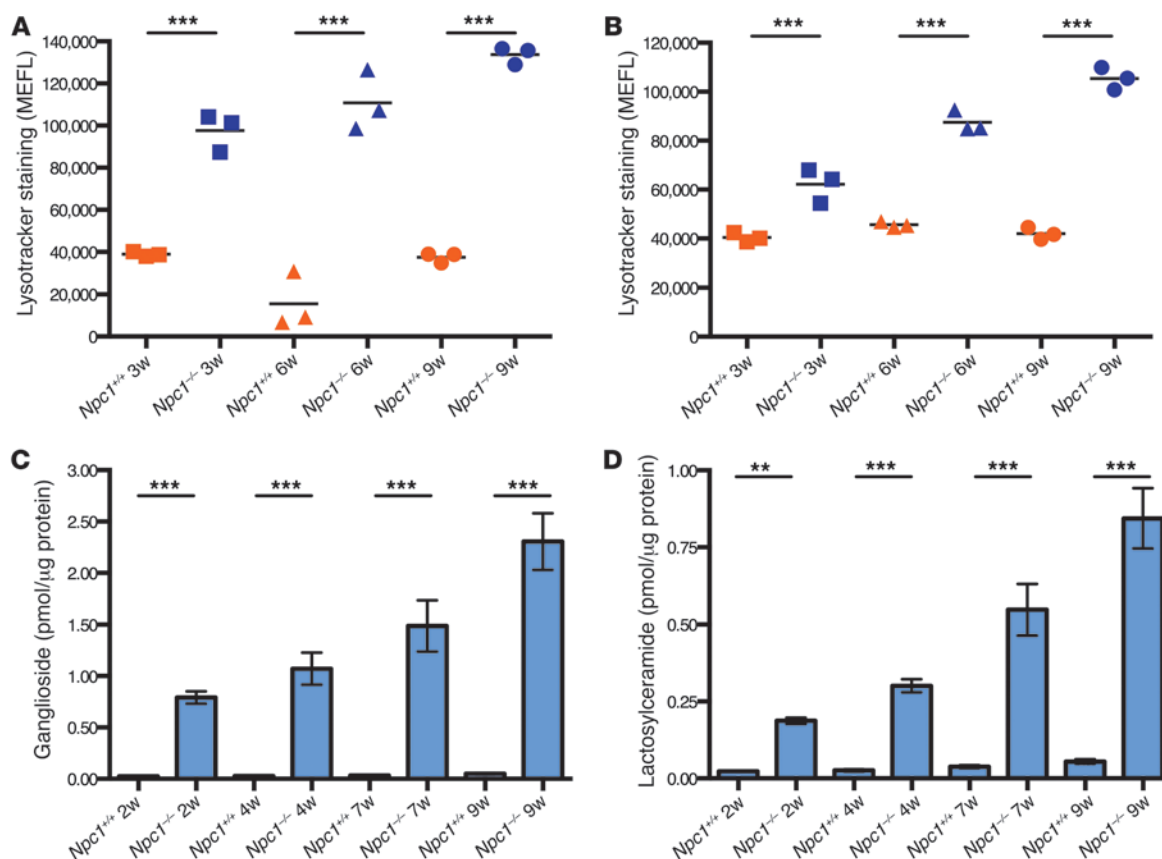 A
*** *** ***
Lysotracker staining (MEFL)
140,000
120,000
100,000
80,000
60,000
40,000
20,000
0
Npc1+/+ 3w
Npc1–/– 3w
Npc1+/+ 6w
Npc1–/– 6w
Npc1+/+ 9w
Npc1–/– 9w
B
*** *** ***
Lysotracker staining (MEFL)
120,000
100,000
80,000
60,000
40,000
20,000
0
Npc1+/+ 3w
Npc1–/– 3w
Npc1+/+ 6w
Npc1–/– 6w
Npc1+/+ 9w
Npc1–/– 9w
C
*** *** *** ***
Ganglioside (pmol/μg protein)
3.00
2.50
2.00
1.50
1.00
0.50
0.00
Npc1+/+ 2w
Npc1–/– 2w
Npc1+/+ 4w
Npc1–/– 4w
Npc1+/+ 7w
Npc1–/– 7w
Npc1+/+ 9w
Npc1–/– 9w
D
** *** *** ***
Lactosylceramide (pmol/μg protein)
1.00
0.75
0.50
0.25
0.00
Npc1+/+ 2w
Npc1–/– 2w
Npc1+/+ 4w
Npc1–/– 4w
Npc1+/+ 7w
Npc1–/– 7w
Npc1+/+ 9w
Npc1–/– 9w